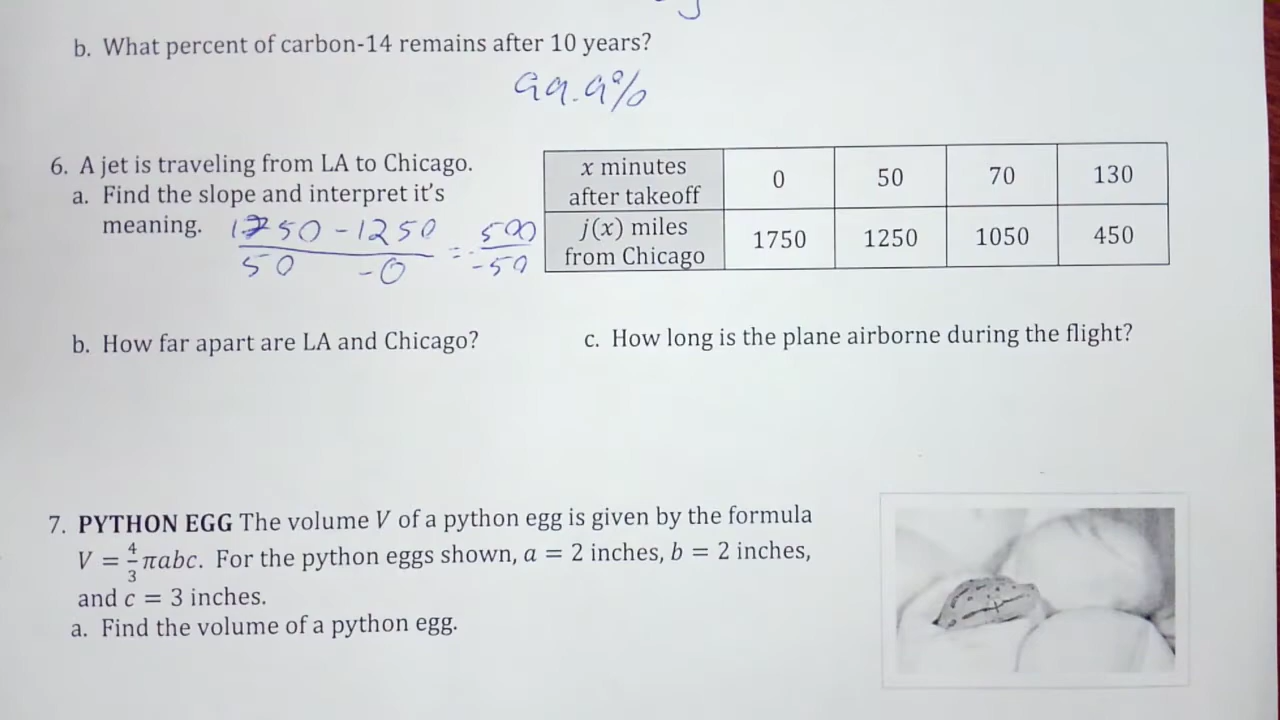 b. What percent of carbon-14 remains after 10 years?
99.9%
6. A jet is traveling from LA to Chicago.
a. Find the slope and interpret it's
meaning.
1750 - 1250
50 - 0
=
500
-50
x minutes after takeoff 0 50 70 130
j(x) miles from Chicago 1750 1250 1050 450
b. How far apart are LA and Chicago?
c. How long is the plane airborne during the flight?
7. PYTHON EGG The volume V of a python egg is given by the formula
V = 4/3 πabc. For the python eggs shown, a = 2 inches, b = 2 inches,
and c = 3 inches.
a. Find the volume of a python egg.